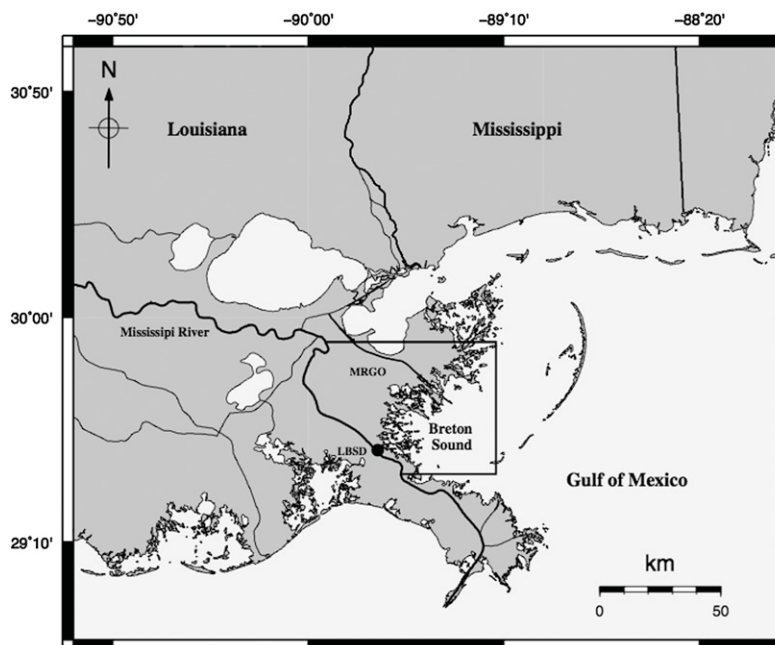 −90˚50' −90˚00' −89˚10' −88˚20'
30˚50'
N
Louisiana
Mississippi
30˚00'
Mississipi River
MRGO
Breton
Sound
LBSD
Gulf of Mexico
29˚10'
km
0 50